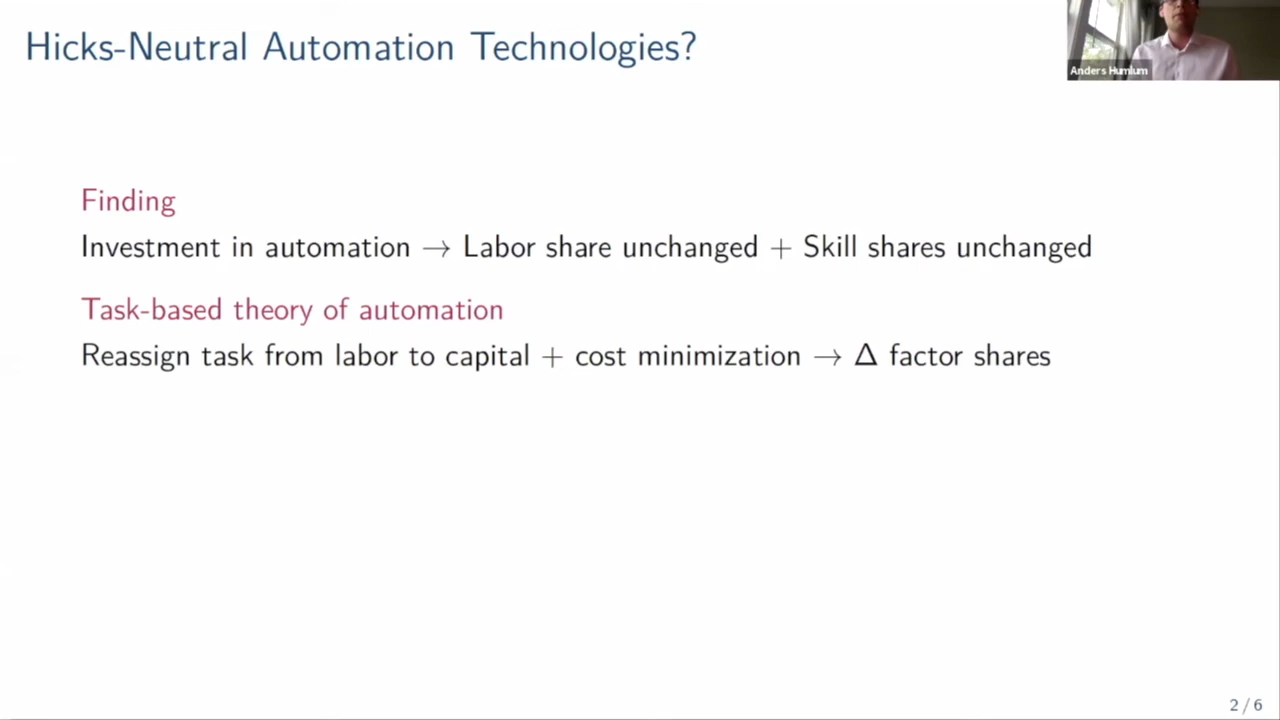 Hicks-Neutral Automation Technologies?
Anders Humlum
Finding
Investment in automation → Labor share unchanged + Skill shares unchanged
Task-based theory of automation
Reassign task from labor to capital + cost minimization → Δ factor shares
2 / 6